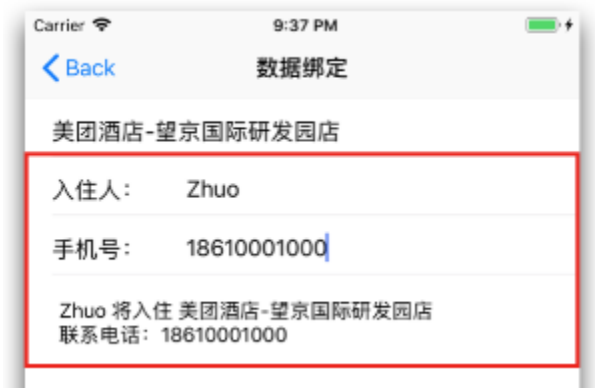 Carrier 9:37 PM
Back 数据绑定
美团酒店-望京国际研发园店
入住人： Zhuo
手机号： 18610001000
Zhuo 将入住 美团酒店-望京国际研发园店
联系电话：18610001000